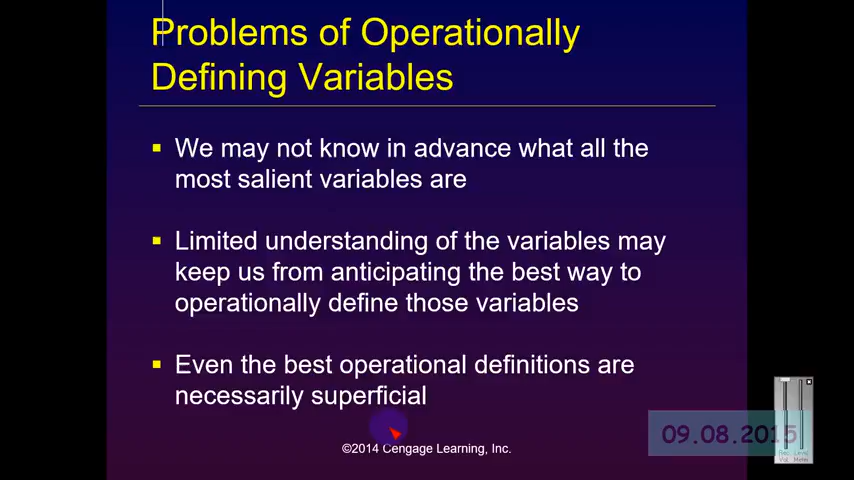 Problems of Operationally
Defining Variables
▪ We may not know in advance what all the
most salient variables are
▪ Limited understanding of the variables may
keep us from anticipating the best way to
operationally define those variables
▪ Even the best operational definitions are
necessarily superficial
©2014 Cengage Learning, Inc.
09.08.2015